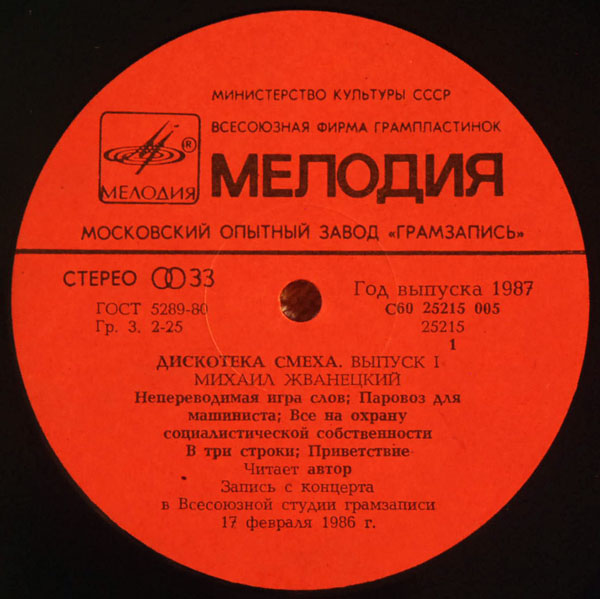 МИНИСТЕРСТВО КУЛЬТУРЫ СССР
ВСЕСОЮЗНАЯ ФИРМА ГРАМПЛАСТИНОК
® МЕЛОДИЯ
МЕЛОДИЯ
МОСКОВСКИЙ ОПЫТНЫЙ ЗАВОД «ГРАМЗАПИСЬ»
СТЕРЕО 33
Год выпуска 1987
ГОСТ 5289-80
С60 25215 005
Гр. 3. 2-25
25215
1
ДИСКОТЕКА СМЕХА. ВЫПУСК I
МИХАИЛ ЖВАНЕЦКИЙ
Непереводимая игра слов; Паровоз для
машиниста; Все на охрану
социалистической собственности
В три строки; Приветствие
Читает автор
Запись с концерта
в Всесоюзной студии грамзаписи
17 февраля 1986 г.